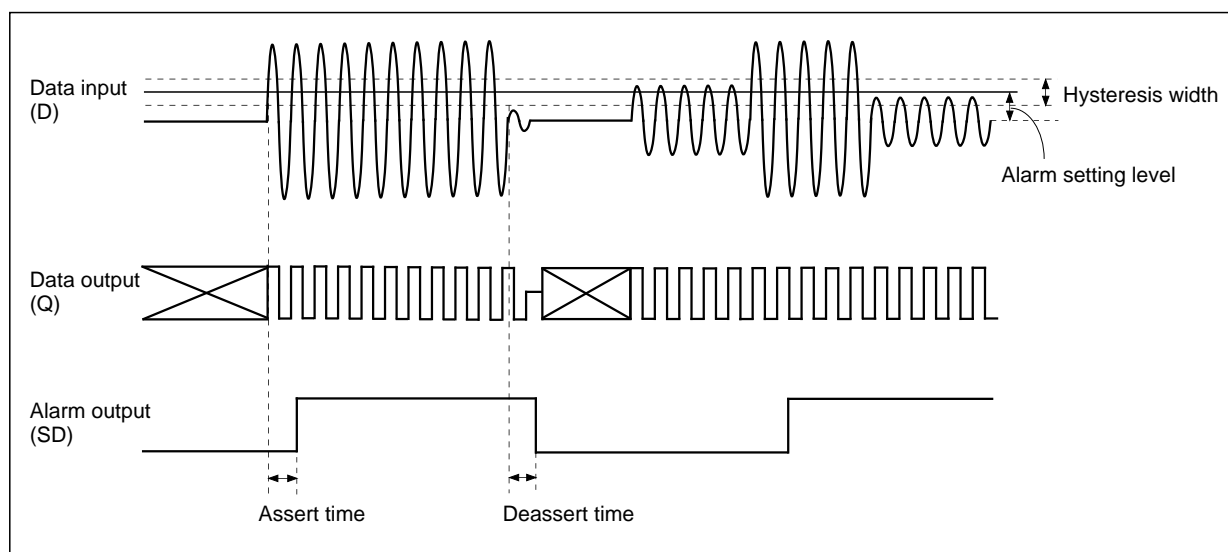 Data input
(D)
Hysteresis width
Alarm setting level
Data output
(Q)
Alarm output
(SD)
Assert time
Deassert time